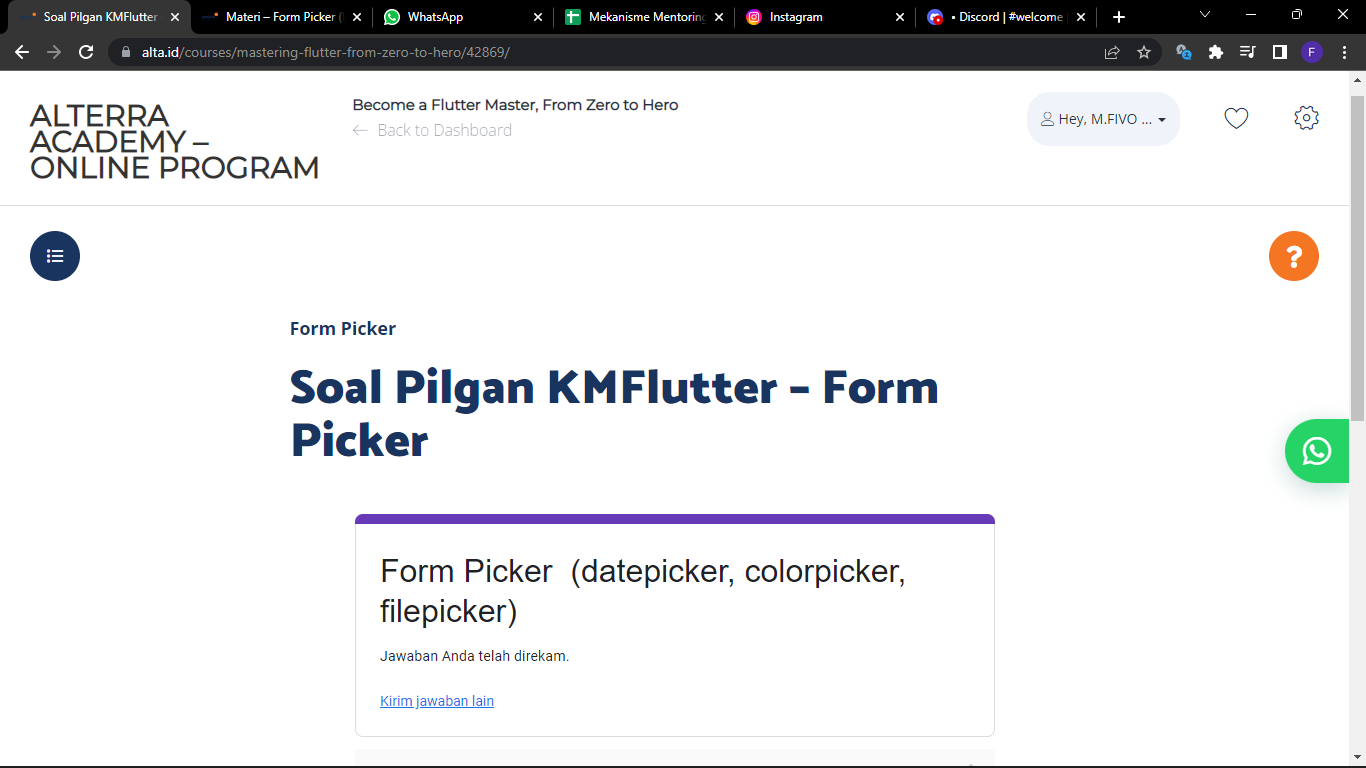 Soal Pilgan KMFlutter
Materi – Form Picker (
WhatsApp
Mekanisme Mentoring
Instagram
• Discord | #welcome
alta.id/courses/mastering-flutter-from-zero-to-hero/42869/
F
ALTERRA
ACADEMY –
ONLINE PROGRAM
Become a Flutter Master, From Zero to Hero
← Back to Dashboard
Hey, M.FIVO ...
?
Form Picker
Soal Pilgan KMFlutter – Form
Picker
Form Picker (datepicker, colorpicker,
filepicker)
Jawaban Anda telah direkam.
Kirim jawaban lain